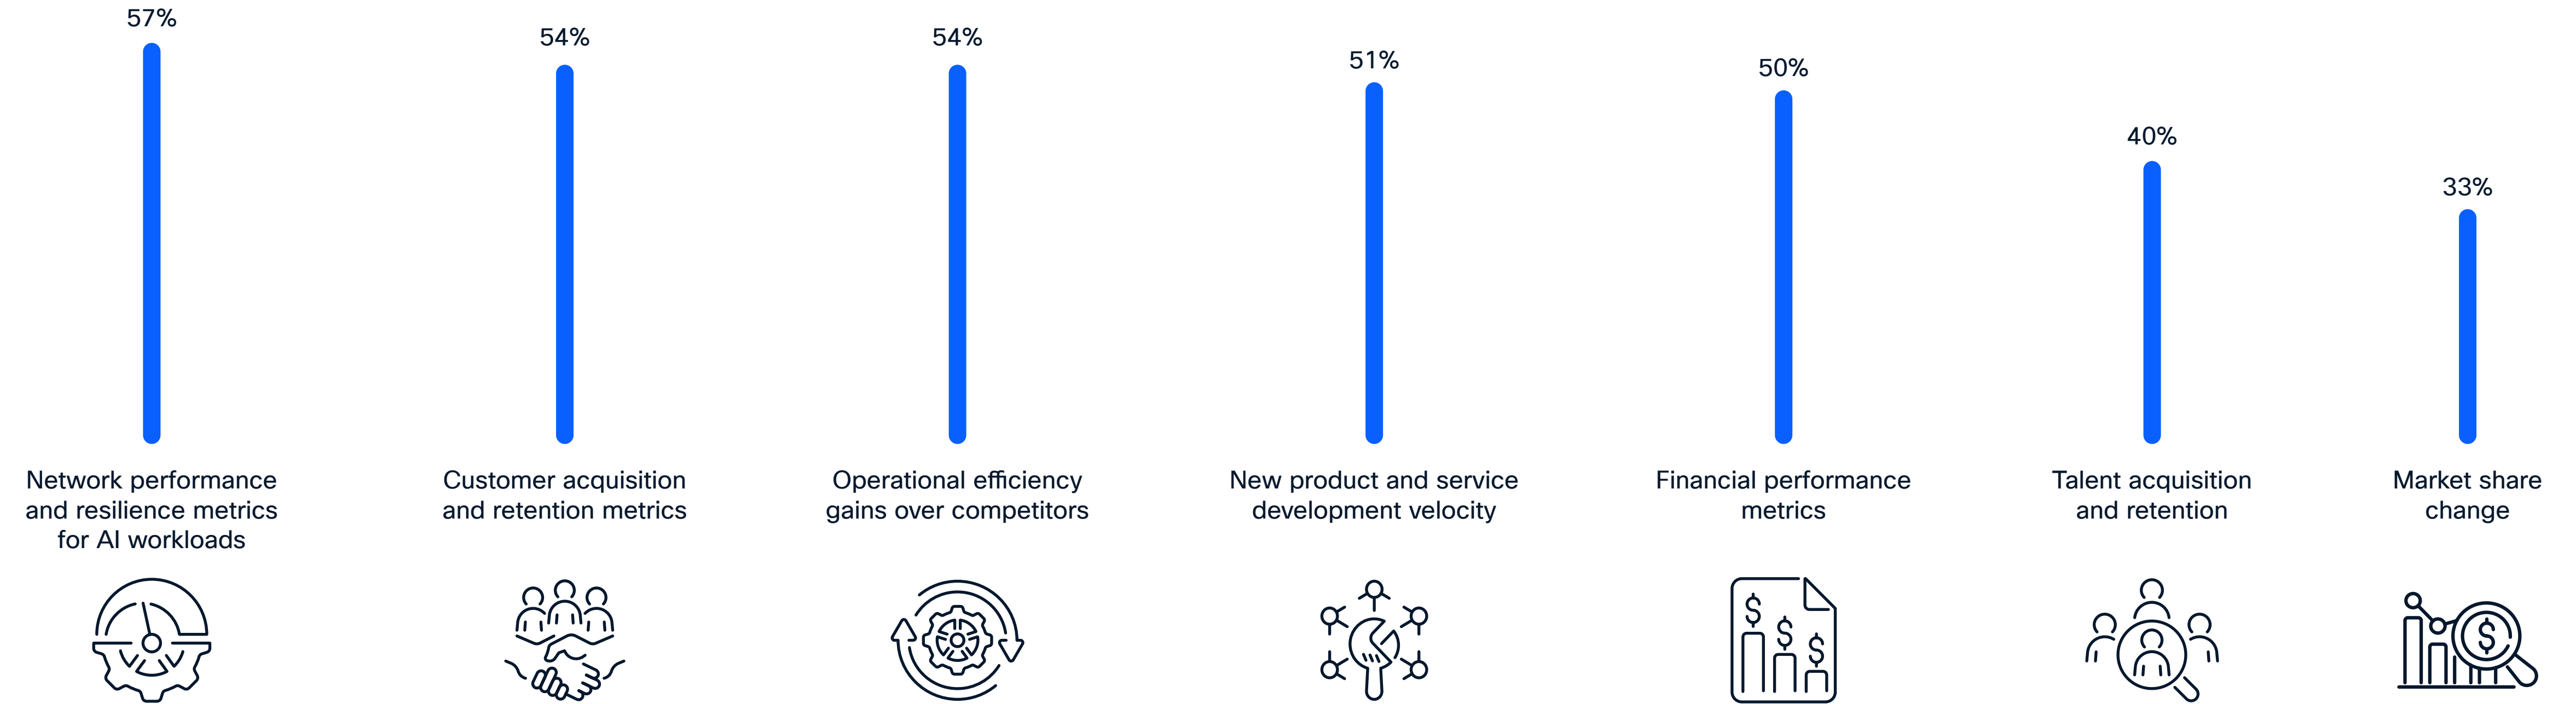 57%
Network performance
and resilience metrics
for AI workloads
54%
Customer acquisition
and retention metrics
54%
Operational efficiency
gains over competitors
51%
New product and service
development velocity
50%
Financial performance
metrics
$
$
$
40%
Talent acquisition
and retention
33%
Market share
change
$